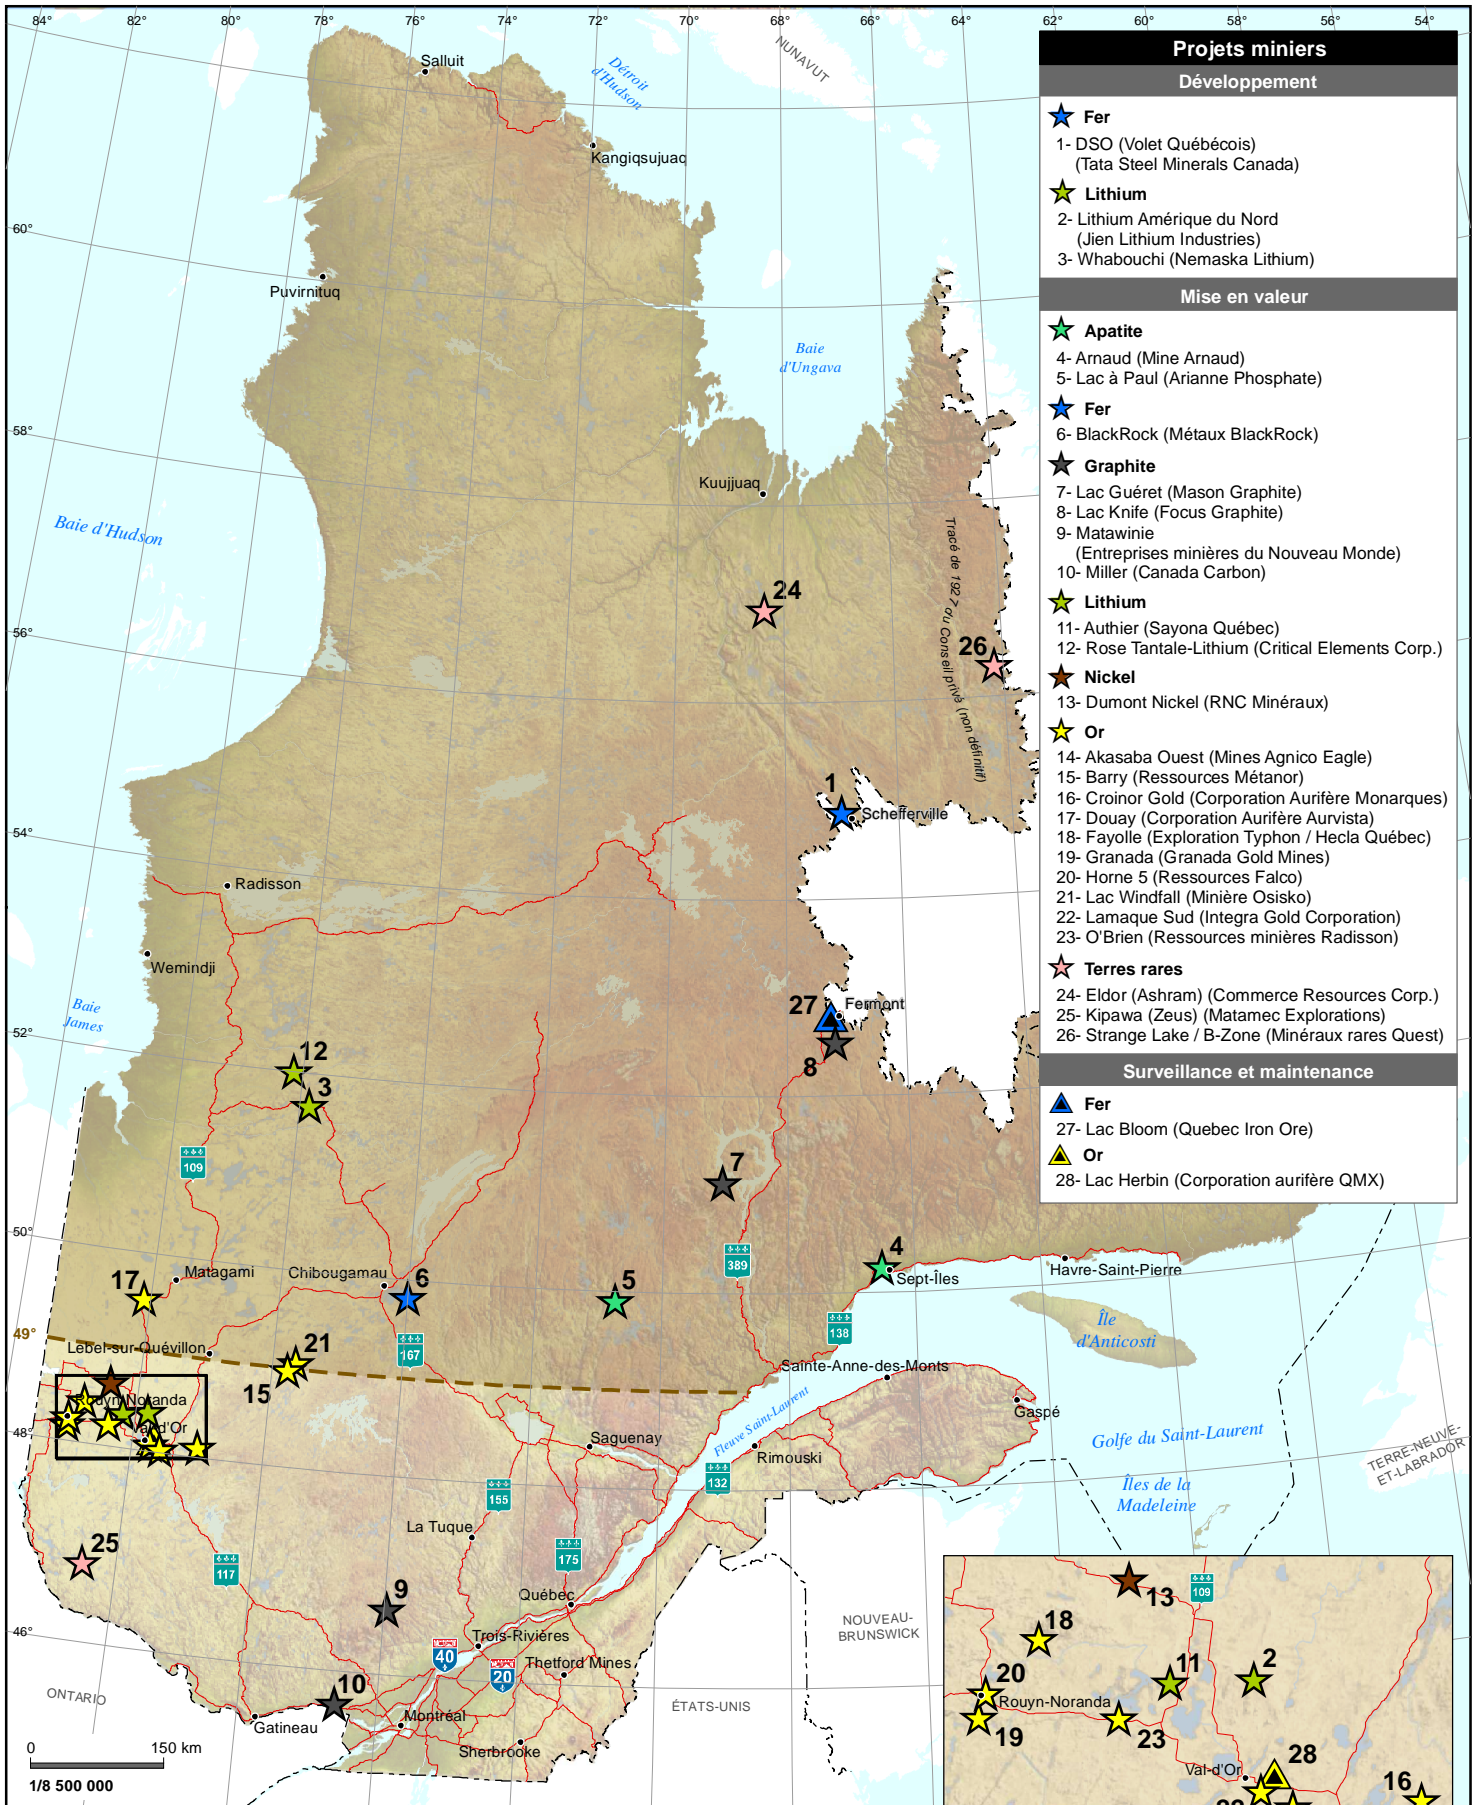 84°
82°
80°
78°
76°
74°
72°
70°
68°
66°
64°
62°
60°
58°
56°
54°
Projets miniers
Développement
Fer
1- DSO (Volet Québécois)
(Tata Steel Minerals Canada)
Lithium
2- Lithium Amérique du Nord
(Jien Lithium Industries)
3- Whabouchi (Nemaska Lithium)
Mise en valeur
Apatite
4- Arnaud (Mine Arnaud)
5- Lac à Paul (Arianne Phosphate)
Fer
6- BlackRock (Métaux BlackRock)
Graphite
7- Lac Guéret (Mason Graphite)
8- Lac Knife (Focus Graphite)
9- Matawinie
(Entreprises minières du Nouveau Monde)
10- Miller (Canada Carbon)
Lithium
11- Authier (Sayona Québec)
12- Rose Tantale-Lithium (Critical Elements Corp.)
Nickel
13- Dumont Nickel (RNC Minéraux)
Or
14- Akasaba Ouest (Mines Agnico Eagle)
15- Barry (Ressources Métanor)
16- Croinor Gold (Corporation Aurifère Monarques)
17- Douay (Corporation Aurifère Aurvista)
18- Fayolle (Exploration Typhon / Hecla Québec)
19- Granada (Granada Gold Mines)
20- Horne 5 (Ressources Falco)
21- Lac Windfall (Minière Osisko)
22- Lamaque Sud (Integra Gold Corporation)
23- O'Brien (Ressources minières Radisson)
Terres rares
24- Eldor (Ashram) (Commerce Resources Corp.)
25- Kipawa (Zeus) (Matamec Explorations)
26- Strange Lake / B-Zone (Minéraux rares Quest)
Surveillance et maintenance
Fer
27- Lac Bloom (Quebec Iron Ore)
Or
28- Lac Herbin (Corporation aurifère QMX)
NUNAVUT
Salluit
Détroit
d'Hudson
Kangiqsujuaq
60°
Puvirnituq
Baie
d'Ungava
58°
Kuujjuaq
Baie d'Hudson
Tracé de 1927 du Conseil privé (non définitif)
24
56°
26
1
Schefferville
54°
Radisson
Wemindji
Baie
James
27
Fermont
52°
12
8
3
109
7
50°
389
4
Matagami
Chibougamau
Sept-Îles
Havre-Saint-Pierre
17
6
5
Île
d'Anticosti
138
49°
Lebel-sur-Quévillon
21
167
15
Sainte-Anne-des-Monts
Rouyn-Noranda
Val-d'Or
Gaspé
Fleuve Saint-Laurent
48°
Saguenay
Rimouski
Golfe du Saint-Laurent
TERRE-NEUVE-
ET-LABRADOR
132
155
Îles de la
Madeleine
La Tuque
25
175
117
9
Québec
NOUVEAU-
BRUNSWICK
46°
Trois-Rivières
40
Thetford Mines
20
10
ONTARIO
Gatineau
Montréal
ÉTATS-UNIS
Sherbrooke
0
150 km
1/8 500 000
13
109
18
11
2
20
Rouyn-Noranda
19
23
28
Val-d'Or
16